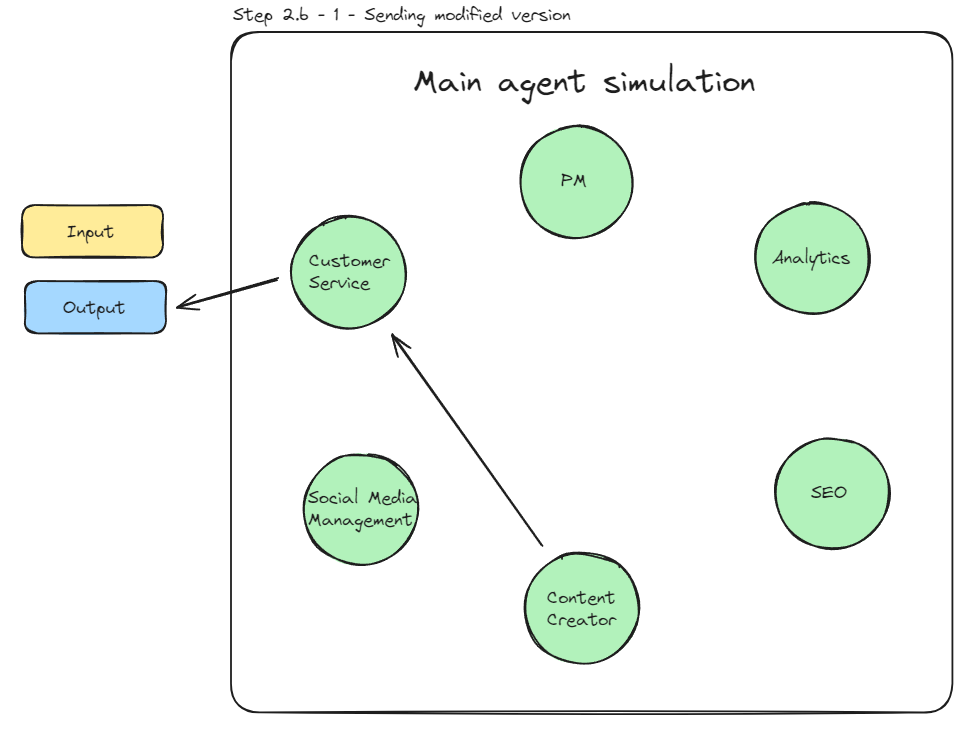 Step 2.b - 1 - Sending modified version
Main agent simulation
PM
Input
Customer
Service
Analytics
Output
Social Media
Management
SEO
Content
Creator